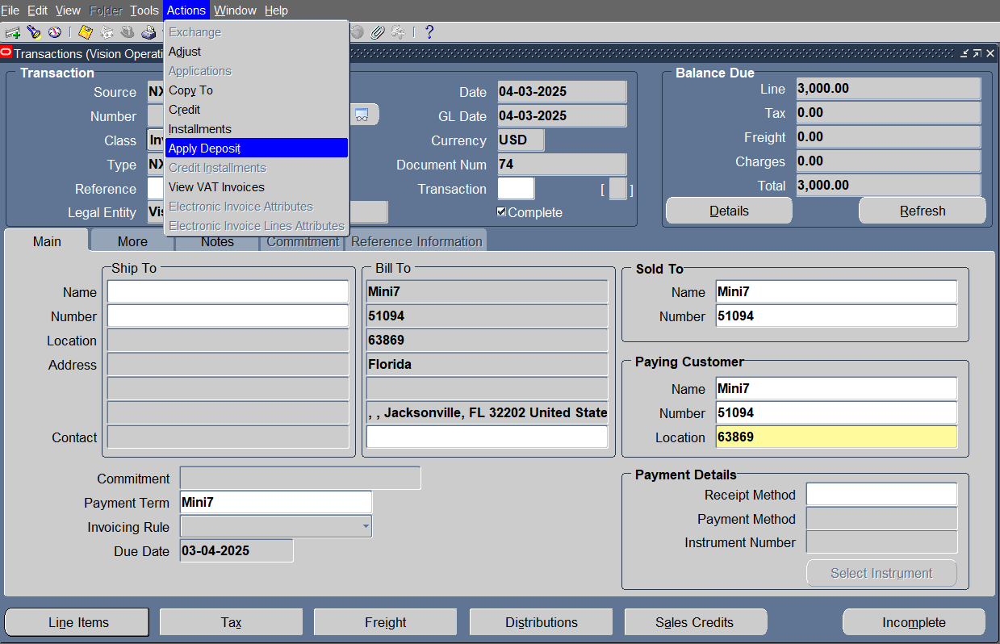 File Edit View Folder Tools Actions Window Help
?
Transactions (Vision Operati
Exchange
Adjust
Applications
Copy To
Credit
Installments
Apply Deposit
Credit Installments
View VAT Invoices
Electronic Invoice Attributes
Electronic Invoice Lines Attributes
Transaction
Source NX
Number
Class Inv
Type NX
Reference
Legal Entity Vis
Date 04-03-2025
GL Date 04-03-2025
Currency USD
Document Num 74
Transaction [ ]
Complete
Balance Due
Line 3,000.00
Tax 0.00
Freight 0.00
Charges 0.00
Total 3,000.00
Details Refresh
Main More Notes Commitment Reference Information
Ship To
Name
Number
Location
Address
Contact
Bill To
Mini7
51094
63869
Florida
, , Jacksonville, FL 32202 United State
Sold To
Name Mini7
Number 51094
Paying Customer
Name Mini7
Number 51094
Location 63869
Commitment
Payment Term Mini7
Invoicing Rule
Due Date 03-04-2025
Payment Details
Receipt Method
Payment Method
Instrument Number
Select Instrument
Line Items Tax Freight Distributions Sales Credits Incomplete